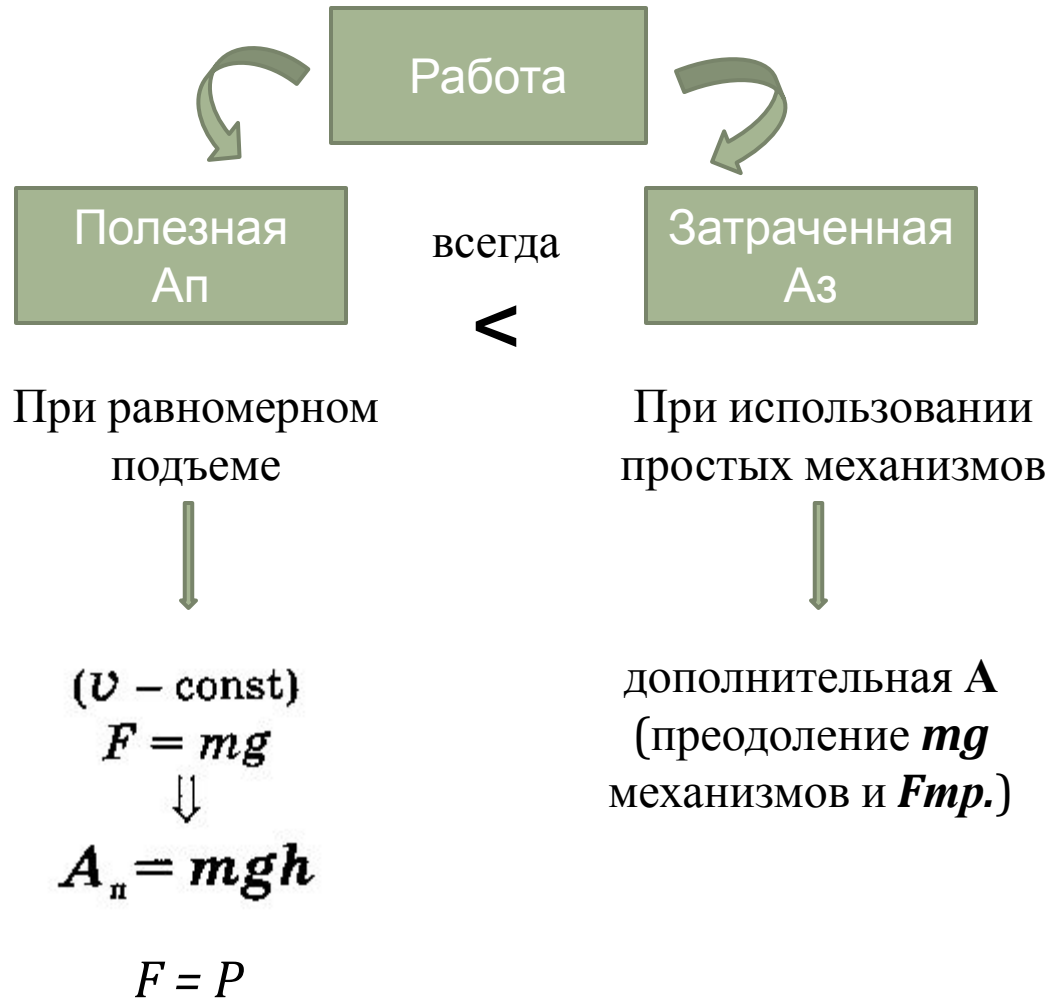 Работа
Полезная
Ап
всегда
<
Затраченная
Аз
При равномерном
подъеме
(υ – const)
F = mg
⇓
Aп = mgh
F = P
При использовании
простых механизмов
дополнительная А
(преодоление mg
механизмов и Fтр.)